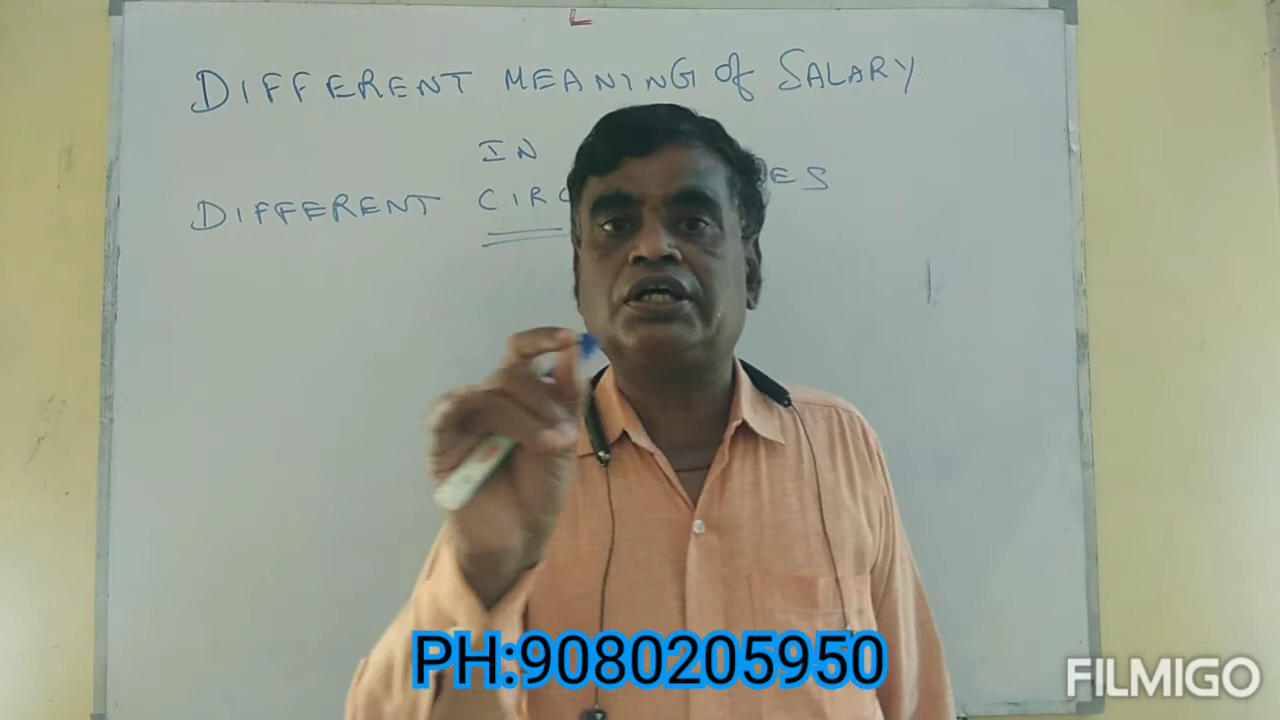 DIFFERENT MEANING of SALARY
IN
DIFFERENT
PH:9080205950
FILMIGO